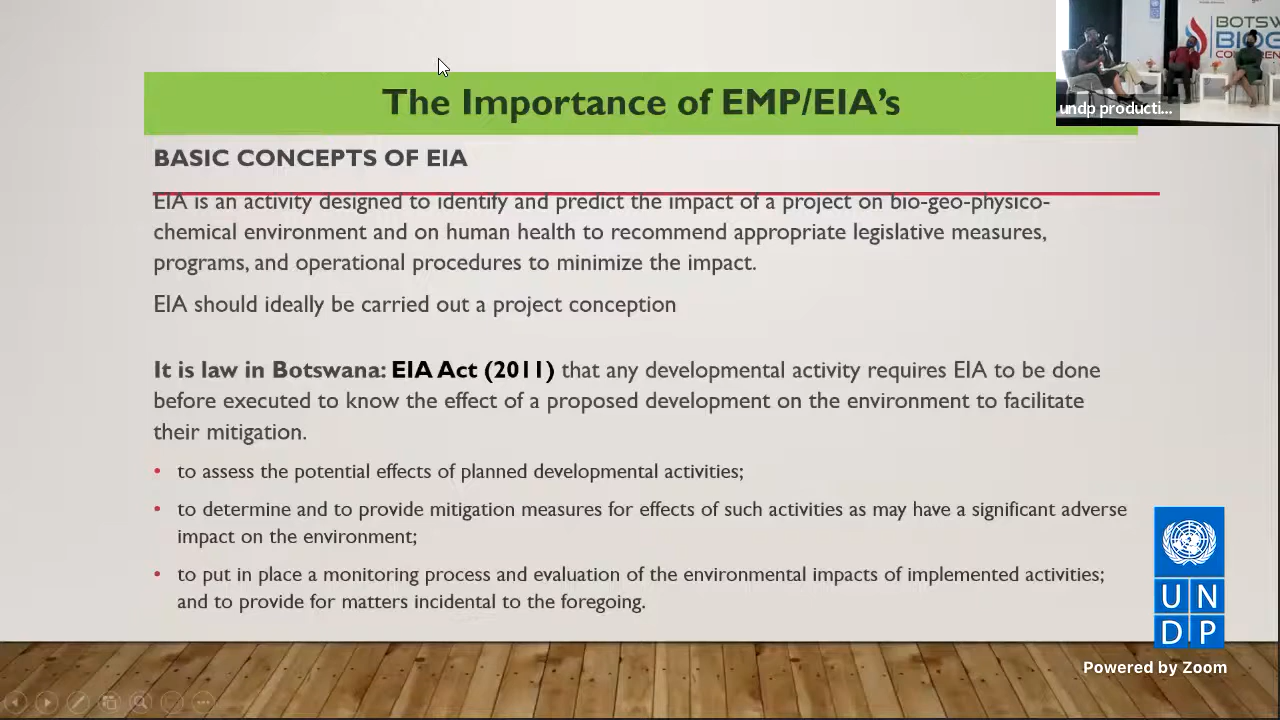 BOTSW
BIOG
undp producti...
The Importance of EMP/EIA's
BASIC CONCEPTS OF EIA
EIA is an activity designed to identify and predict the impact of a project on bio-geo-physico-
chemical environment and on human health to recommend appropriate legislative measures,
programs, and operational procedures to minimize the impact.
EIA should ideally be carried out a project conception
It is law in Botswana: EIA Act (2011) that any developmental activity requires EIA to be done
before executed to know the effect of a proposed development on the environment to facilitate
their mitigation.
• to assess the potential effects of planned developmental activities;
• to determine and to provide mitigation measures for effects of such activities as may have a significant adverse
impact on the environment;
• to put in place a monitoring process and evaluation of the environmental impacts of implemented activities;
and to provide for matters incidental to the foregoing.
U N
D P
Powered by Zoom